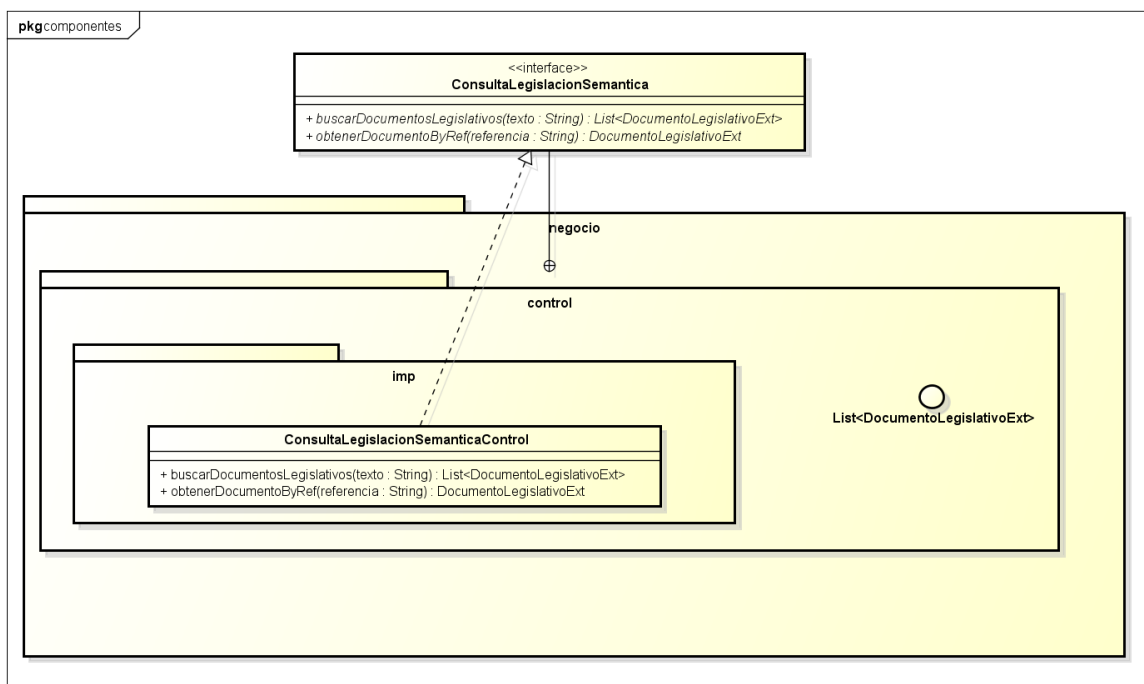 pkg componentes
<<interface>>
ConsultaLegislacionSemantica
+ buscarDocumentosLegislativos(texto : String) : List<DocumentoLegislativoExt>
+ obtenerDocumentoByRef(referencia : String) : DocumentoLegislativoExt
negocio
control
imp
List<DocumentoLegislativoExt>
ConsultaLegislacionSemanticaControl
+ buscarDocumentosLegislativos(texto : String) : List<DocumentoLegislativoExt>
+ obtenerDocumentoByRef(referencia : String) : DocumentoLegislativoExt